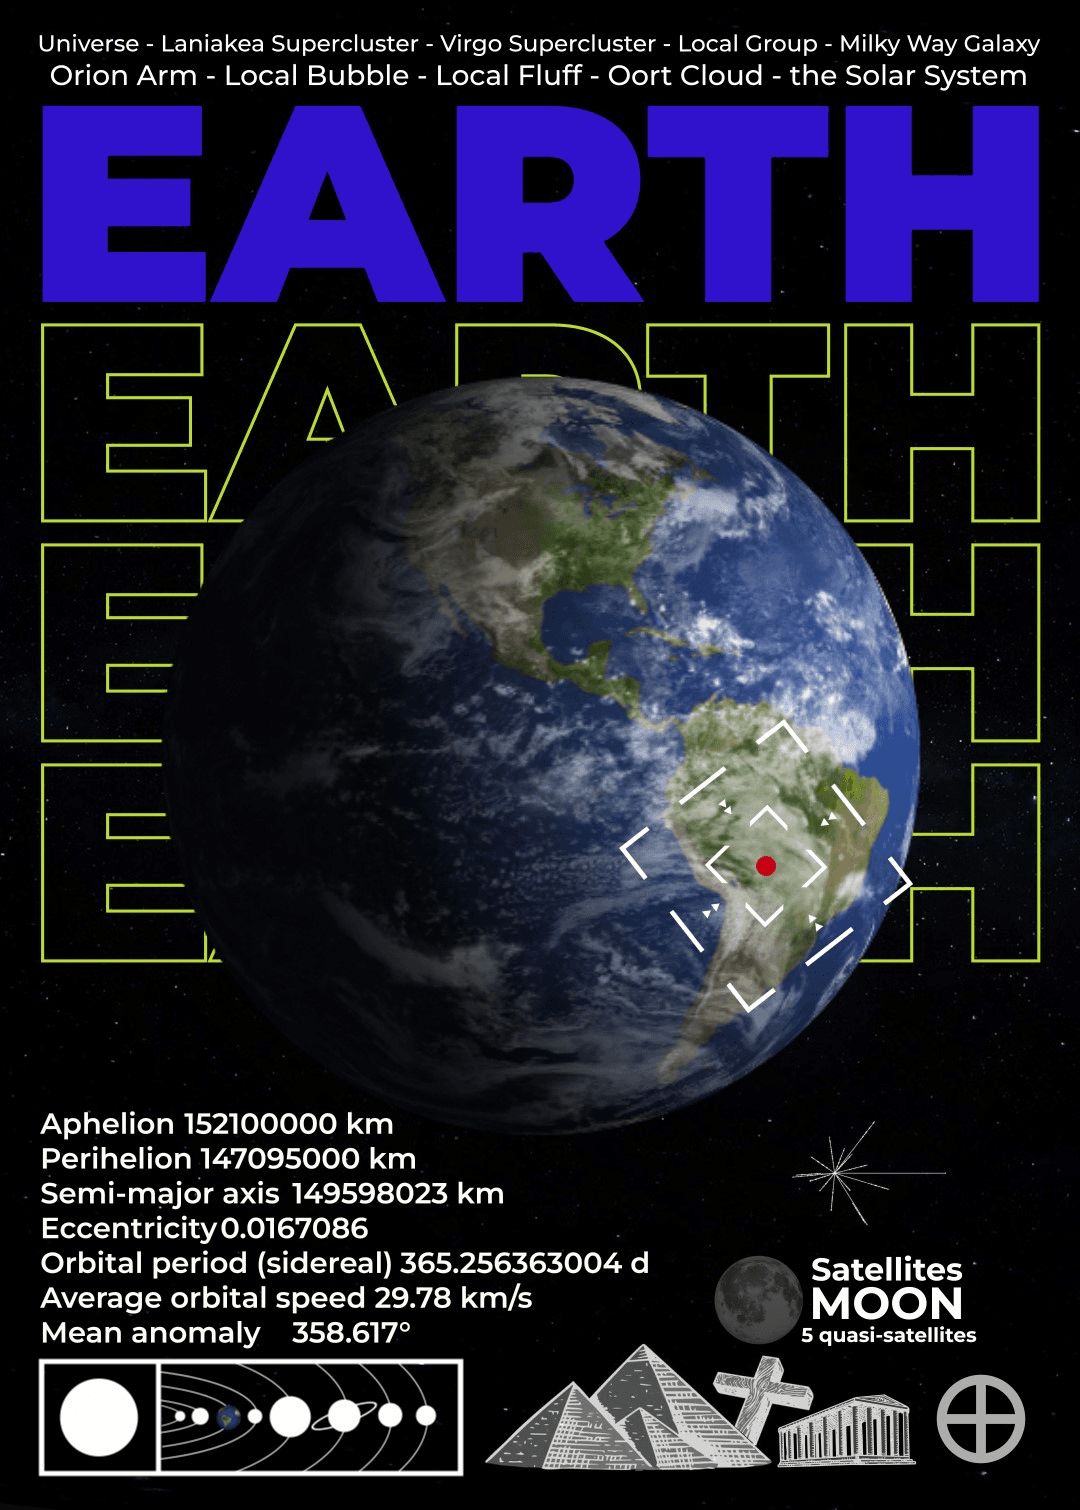 Universe - Laniakea Supercluster - Virgo Supercluster - Local Group - Milky Way Galaxy
Orion Arm - Local Bubble - Local Fluff - Oort Cloud - the Solar System
EARTH
EARTH
E H
E H
Aphelion 152100000 km
Perihelion 147095000 km
Semi-major axis 149598023 km
Eccentricity 0.0167086
Orbital period (sidereal) 365.256363004 d
Average orbital speed 29.78 km/s
Mean anomaly 358.617°
Satellites
MOON
5 quasi-satellites